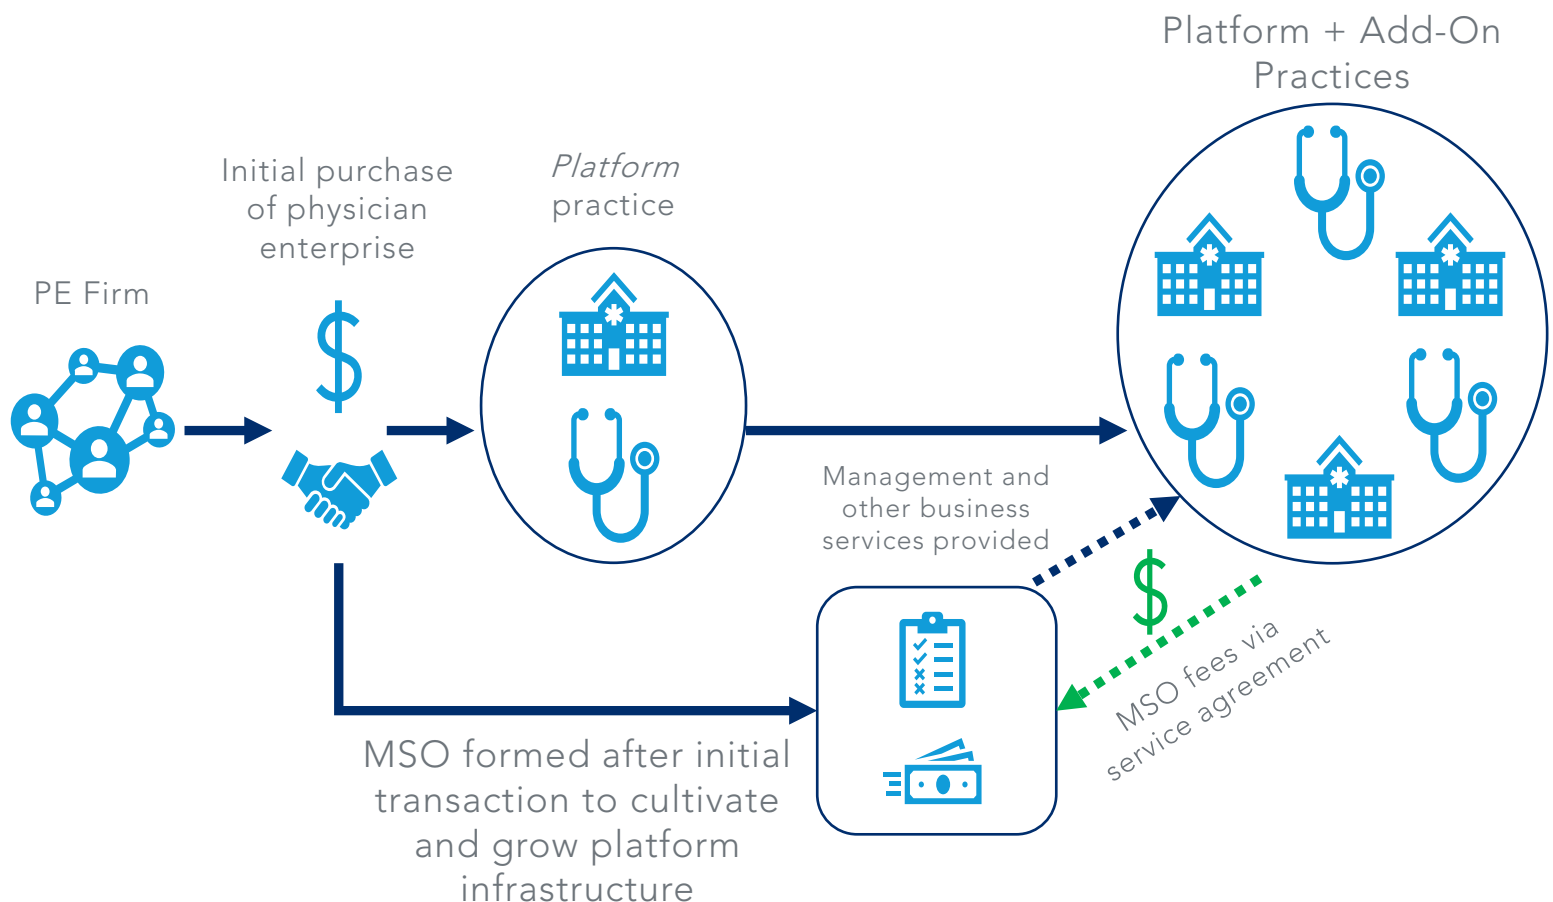 Platform + Add-On
Practices
Initial purchase
of physician
enterprise
Platform
practice
PE Firm
Management and
other business
services provided
MSO fees via
service agreement
MSO formed after initial
transaction to cultivate
and grow platform
infrastructure